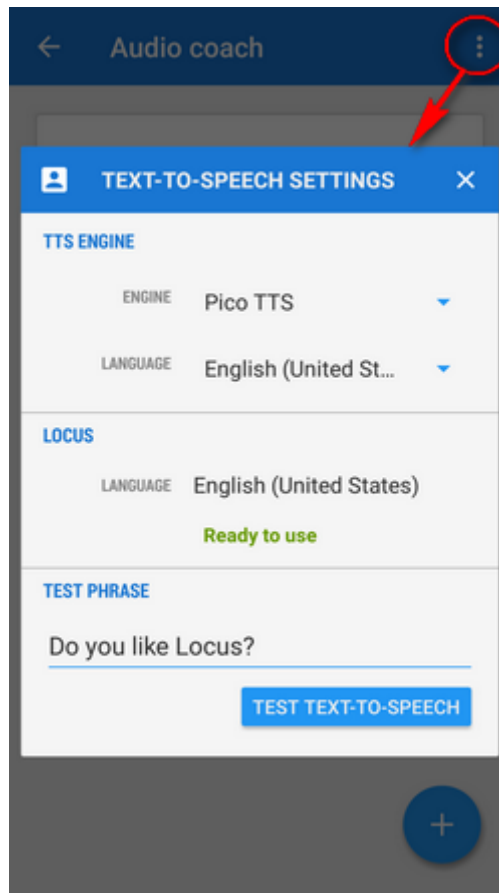 Audio coach
TEXT-TO-SPEECH SETTINGS
TTS ENGINE
ENGINE Pico TTS
LANGUAGE English (United St...
LOCUS
LANGUAGE English (United States)
Ready to use
TEST PHRASE
Do you like Locus?
TEST TEXT-TO-SPEECH